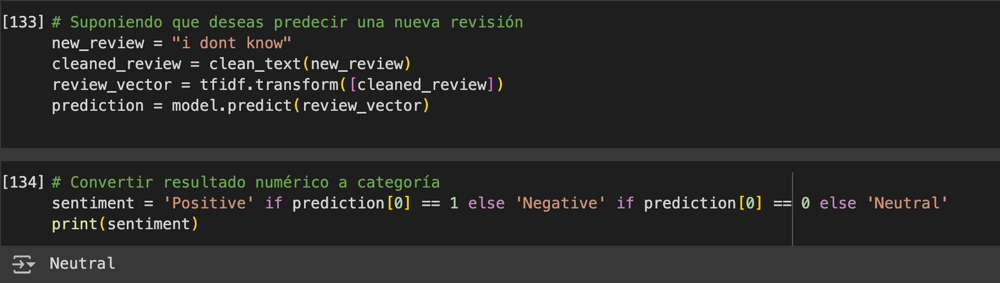 [133] # Suponiendo que deseas predecir una nueva revisión
new_review = "i dont know"
cleaned_review = clean_text(new_review)
review_vector = tfidf.transform([cleaned_review])
prediction = model.predict(review_vector)
[134] # Convertir resultado numérico a categoría
sentiment = 'Positive' if prediction[0] == 1 else 'Negative' if prediction[0] == 0 else 'Neutral'
print(sentiment)
Neutral